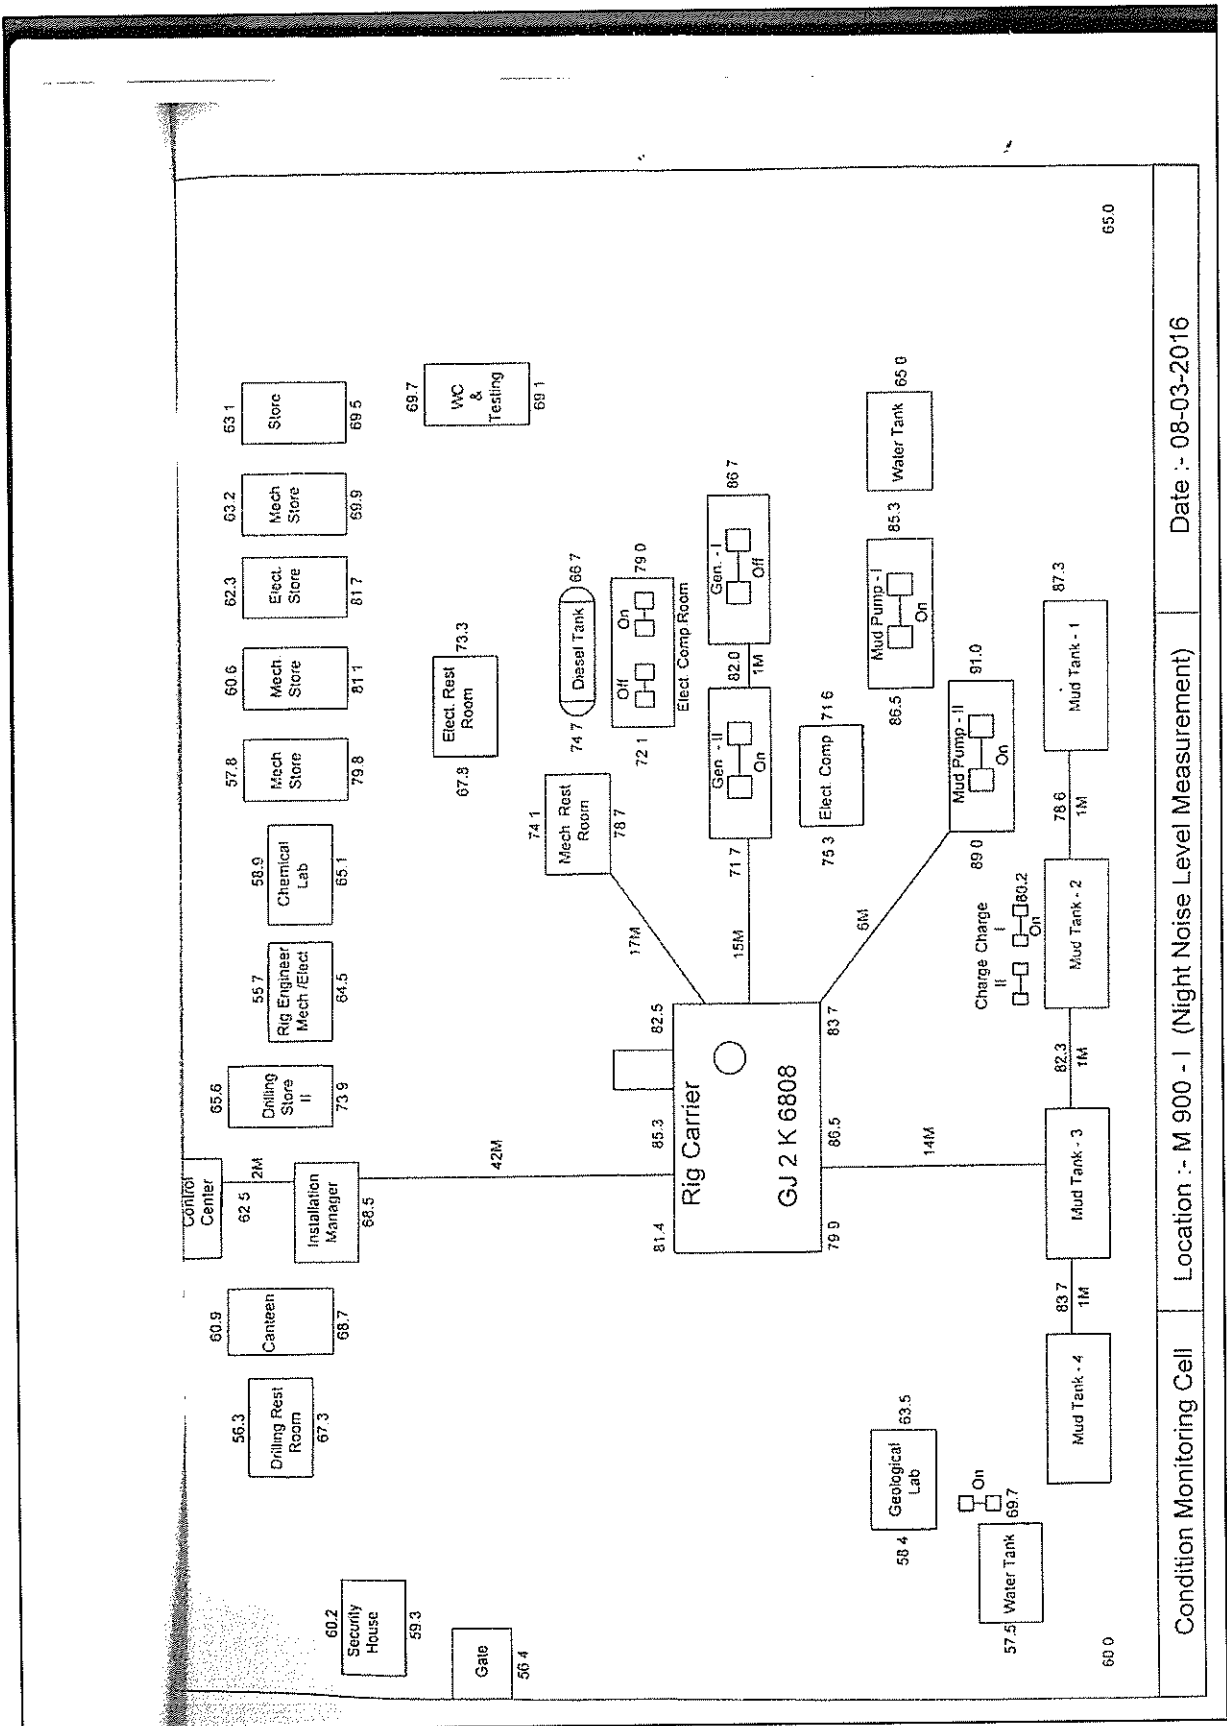 Control
Center
2M
62 5
Installation
Manager
68.5
42M
60.9
Canteen
68.7
56.3
Drilling Rest
Room
67.3
60.2
Security
House
59.3
Gate
56 4
65.6
Drilling
Store
II
73 9
55 7
Rig Engineer
Mech /Elect
64.5
58.9
Chemical
Lab
65.1
57.8
Mech
Store
79.8
60.6
Mech.
Store
81 1
62.3
Elect.
Store
81 7
63.2
Mech
Store
69.9
63 1
Store
69 5
69.7
WC
&
Testing
69 1
67.8
Elect. Rest
Room
73.3
74 1
Mech Rest
Room
78 7
17M
74 7
Diesel Tank
66 7
72 1
Off
On
79 0
Elect. Comp.Room
81.4
85.3
82.5
Rig Carrier
GJ 2 K 6808
79 9
86.5
83 7
15M
71 7
Gen - II
On
82.0
1M
Gen. - I
Off
86 7
75 3
Elect. Comp
71 6
6M
86.5
Mud Pump - I
On
85.3
Water Tank
65 0
89 0
Mud Pump - II
On
91.0
58 4
Geological
Lab
63.5
On
57.5
Water Tank
69.7
14M
Charge Charge
II I
80.2
On
Mud Tank - 4
83 7
1M
Mud Tank - 3
82.3
1M
Mud Tank - 2
78 6
1M
Mud Tank - 1
87.3
60 0
65.0
Condition Monitoring Cell
Location :- M 900 - I (Night Noise Level Measurement)
Date :- 08-03-2016